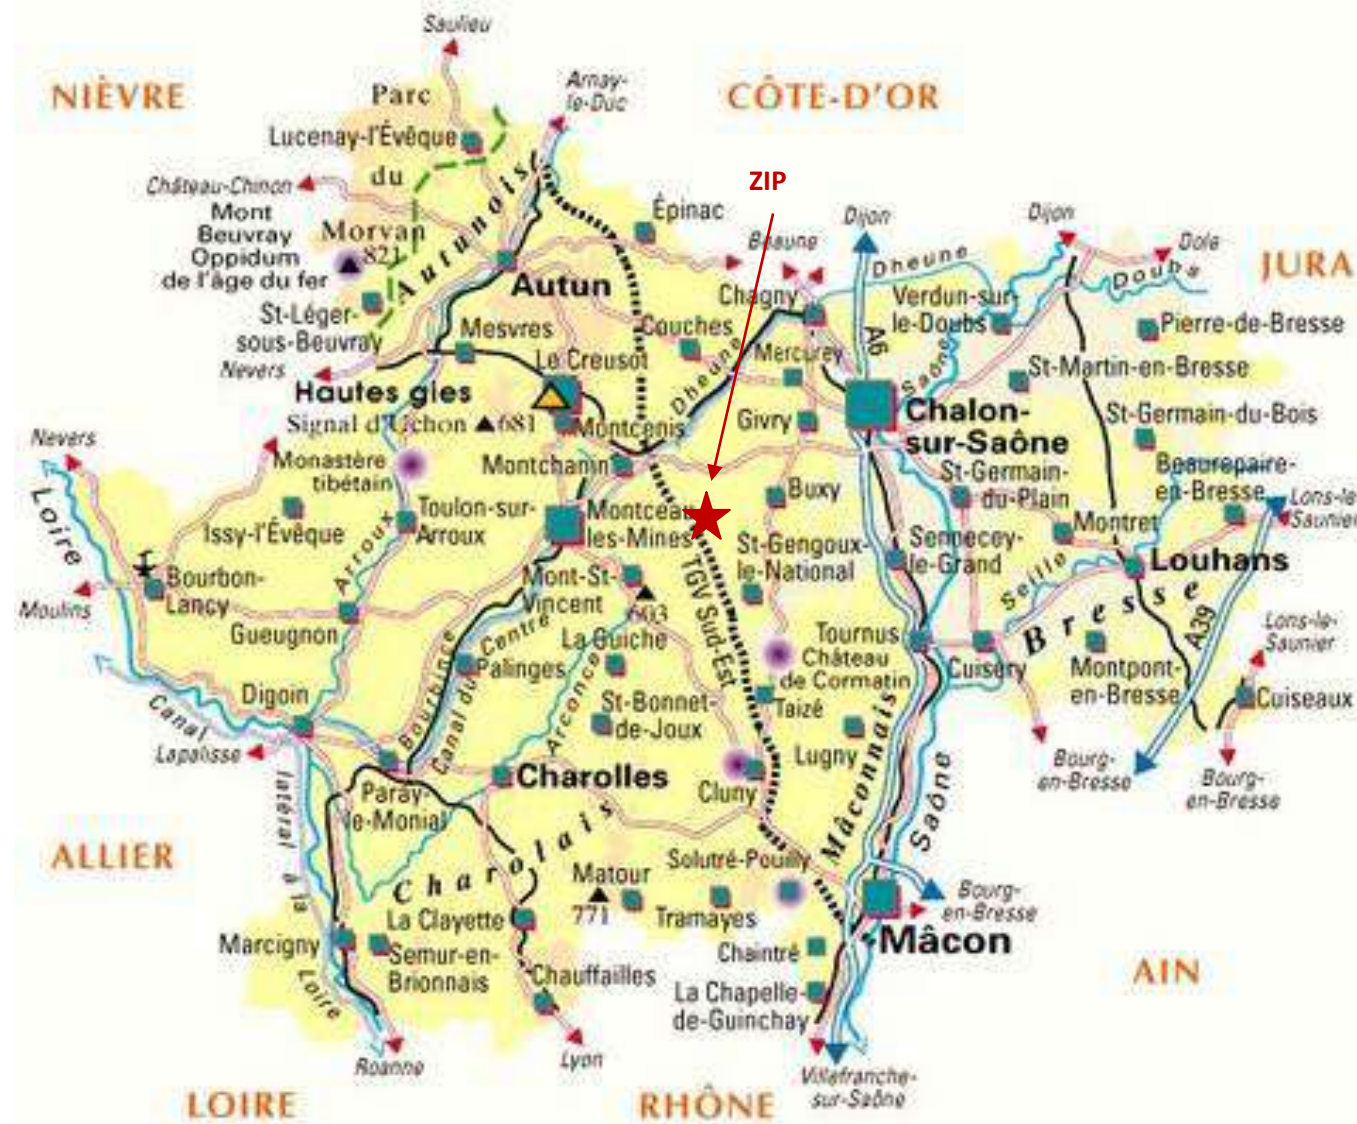 Saulieu
NIÈVRE
Parc
Arnay-
le-Duc
CÔTE-D'OR
Lucenay-l'Évêque
du
Château-Chinon
ZIP
Mont
Beuvray
Oppidum
de l'âge du fer
Morvan
821
Autunois
Épinac
Beaune
Dijon
Dijon
Dole
JURA
Dheune
Doubs
Autun
Chagny
Verdun-sur-
le-Doubs
A6
Saône
Pierre-de-Bresse
St-Léger-
sous-Beuvray
Mesvres
Couches
Mercurey
Nevers
Le Creusot
Dheune
St-Martin-en-Bresse
Hautes gies
Signal d'Uchon
681
Montcenis
Givry
Chalon-
sur-Saône
St-Germain-du-Bois
Nevers
Monastère
tibétain
Montchanin
Buxy
St-Germain-
du-Plain
Beaurepaire-
en-Bresse
Lons-le-
Saunier
Loire
Issy-l'Évêque
Toulon-sur-
Arroux
Arroux
Montceau-
les-Mines
St-Gengoux-
le-National
Sennecey-
le-Grand
Montret
Louhans
Moulins
Bourbon-
Lancy
Mont-St-
Vincent
603
TGV Sud-Est
Seille
Bresse
A39
Gueugnon
Bourbince
Canal du Centre
La Guiche
Tournus
Cuisery
Lons-le-
Saunier
Palinges
Arconce
Château
de Cormatin
Montpont-
en-Bresse
Cuiseaux
Digoin
St-Bonnet-
de-Joux
Taizé
Canal
latéral à la
Loire
Lapalisse
Lugny
Mâconnais
Saône
Bourg-
en-Bresse
Bourg-
en-Bresse
Charolles
Cluny
Paray-
le-Monial
ALLIER
Charolais
Solutré-Pouilly
Matour
771
Tramayes
Bourg-
en-Bresse
La Clayette
Mâcon
Marcigny
Semur-en-
Brionnais
Chaintré
AIN
Chauffailles
La Chapelle-
de-Guinchay
Roanne
Lyon
Villefranche-
sur-Saône
LOIRE
RHÔNE